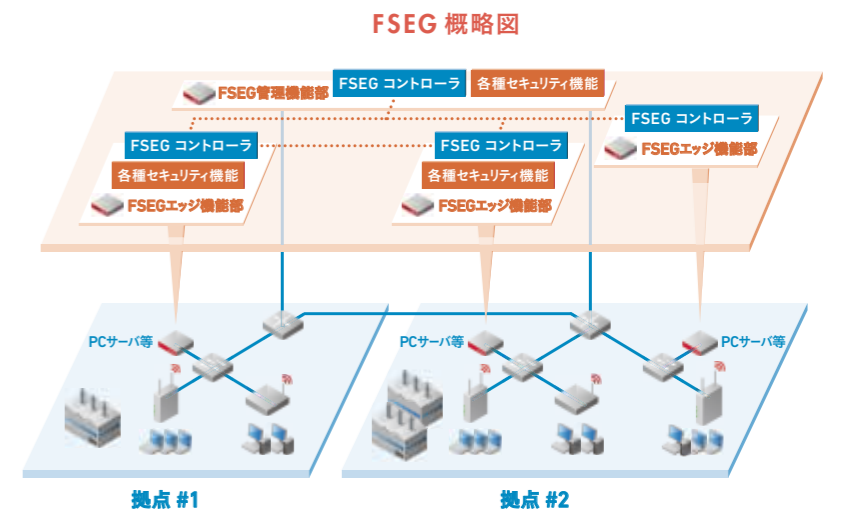 FSEG 概略図
FSEG管理機能部
FSEG コントローラ
各種セキュリティ機能
FSEG コントローラ
FSEGエッジ機能部
FSEG コントローラ
各種セキュリティ機能
FSEGエッジ機能部
FSEG コントローラ
各種セキュリティ機能
FSEGエッジ機能部
PCサーバ等
PCサーバ等
PCサーバ等
拠点 #1
拠点 #2